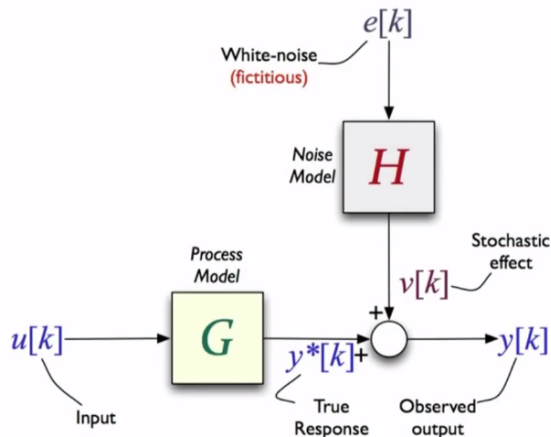 e[k]
White-noise
(fictitious)
Noise
Model
H
Stochastic
effect
v[k]
Process
Model
+
u[k]
G
y*[k]
+
y[k]
Input
True
Response
Observed
output